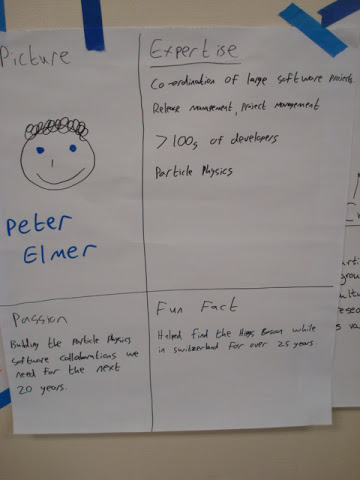 Picture
Peter
Elmer
Expertise
Co-ordination of large software projects
Release management, Project management
>100s of developers
Particle Physics
Passion
Building the Particle Physics
software collaborations we
need for the next
20 years.
Fun Fact
Helped find the Higgs Boson while
in switzerland for over 25 years.